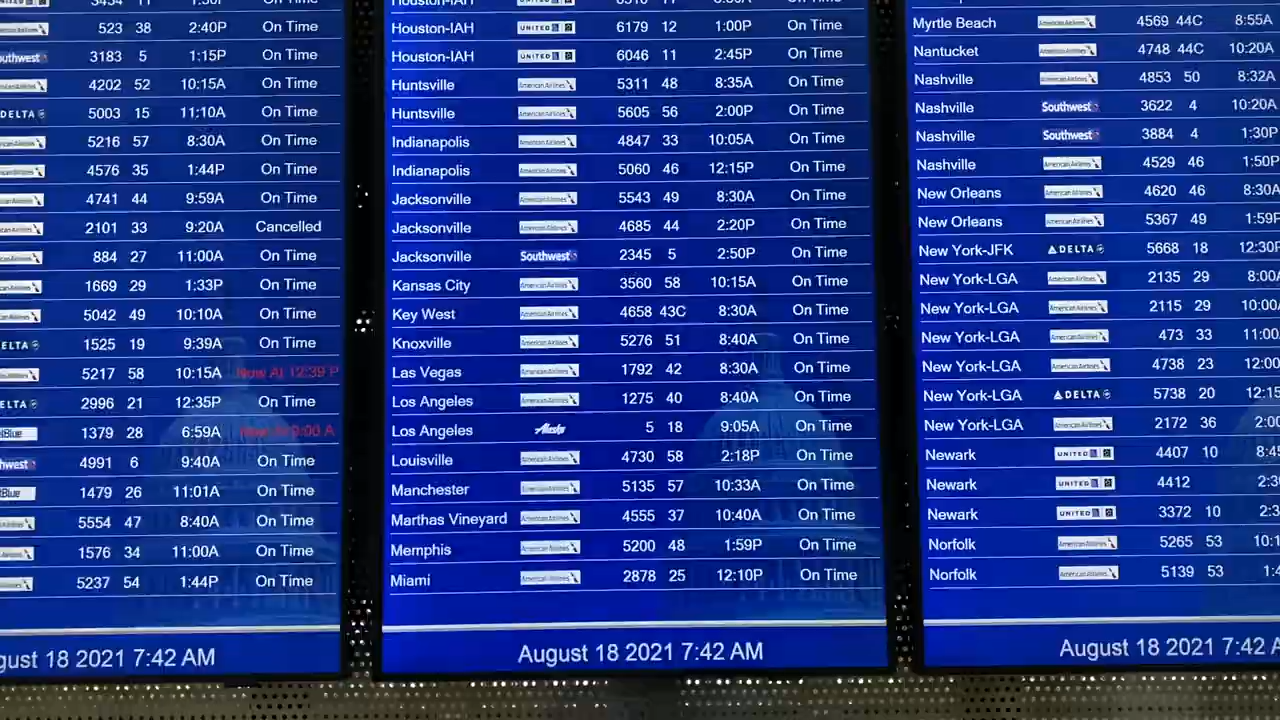 523 38 2:40P On Time
3183 5 1:15P On Time
4202 52 10:15A On Time
DELTA 5003 15 11:10A On Time
5216 57 8:30A On Time
4576 35 1:44P On Time
4741 44 9:59A On Time
2101 33 9:20A Cancelled
884 27 11:00A On Time
1669 29 1:33P On Time
5042 49 10:10A On Time
ELTA 1525 19 9:39A On Time
5217 58 10:15A Now At 12:39 P
ELTA 2996 21 12:35P On Time
1379 28 6:59A 9:00 A
4991 6 9:40A On Time
1479 26 11:01A On Time
5554 47 8:40A On Time
1576 34 11:00A On Time
5237 54 1:44P On Time
gust 18 2021 7:42 AM
Houston-IAH UNITED 6179 12 1:00P On Time
Houston-IAH UNITED 6046 11 2:45P On Time
Huntsville American Airlines 5311 48 8:35A On Time
Huntsville American Airlines 5605 56 2:00P On Time
Indianapolis American Airlines 4847 33 10:05A On Time
Indianapolis American Airlines 5060 46 12:15P On Time
Jacksonville American Airlines 5543 49 8:30A On Time
Jacksonville American Airlines 4685 44 2:20P On Time
Jacksonville Southwest 2345 5 2:50P On Time
Kansas City American Airlines 3560 58 10:15A On Time
Key West American Airlines 4658 43C 8:30A On Time
Knoxville American Airlines 5276 51 8:40A On Time
Las Vegas American Airlines 1792 42 8:30A On Time
Los Angeles American Airlines 1275 40 8:40A On Time
Los Angeles Alaska 5 18 9:05A On Time
Louisville American Airlines 4730 58 2:18P On Time
Manchester American Airlines 5135 57 10:33A On Time
Marthas Vineyard American Airlines 4555 37 10:40A On Time
Memphis American Airlines 5200 48 1:59P On Time
Miami American Airlines 2878 25 12:10P On Time
August 18 2021 7:42 AM
Myrtle Beach American Airlines 4569 44C 8:55A
Nantucket American Airlines 4748 44C 10:20A
Nashville American Airlines 4853 50 8:32A
Nashville Southwest 3622 4 10:20A
Nashville Southwest 3884 4 1:30P
Nashville American Airlines 4529 46 1:50P
New Orleans American Airlines 4620 46 8:30A
New Orleans American Airlines 5367 49 1:59P
New York-JFK DELTA 5668 18 12:30P
New York-LGA American Airlines 2135 29 8:00
New York-LGA American Airlines 2115 29 10:00
New York-LGA American Airlines 473 33 11:00
New York-LGA American Airlines 4738 23 12:00
New York-LGA DELTA 5738 20 12:15
New York-LGA American Airlines 2172 36 2:00
Newark UNITED 4407 10 8:45
Newark UNITED 4412 2:3
Newark UNITED 3372 10 2:3
Norfolk American Airlines 5265 53 10:1
Norfolk American Airlines 5139 53 1:4
August 18 2021 7:42 A